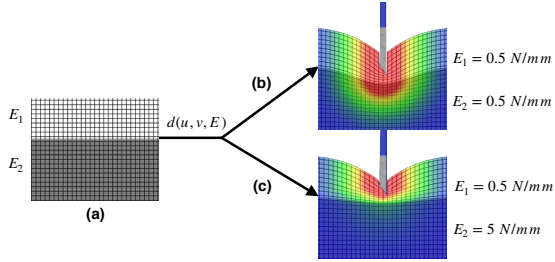 E₁
E₂
(a)
d(u, v, E)
(b)
(c)
E₁ = 0.5 N/mm
E₂ = 0.5 N/mm
E₁ = 0.5 N/mm
E₂ = 5 N/mm